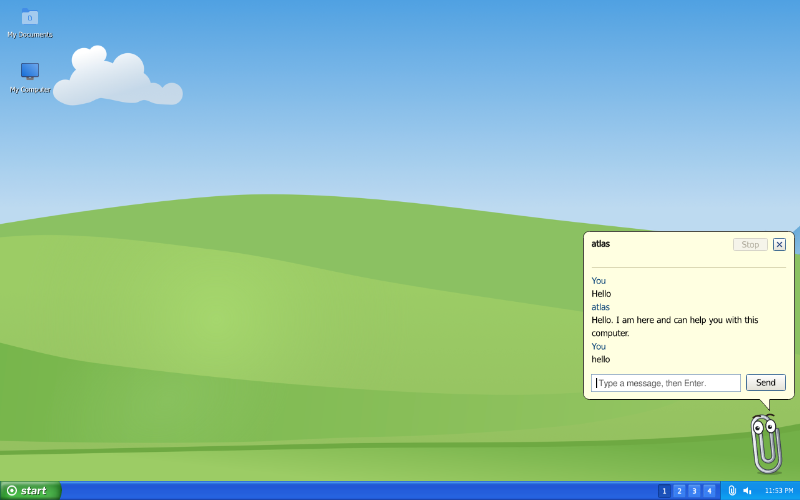 My Documents
My Computer
atlas
Stop
You
Hello
atlas
Hello. I am here and can help you with this
computer.
You
hello
Type a message, then Enter.
Send
start
1 2 3 4
11:53 PM